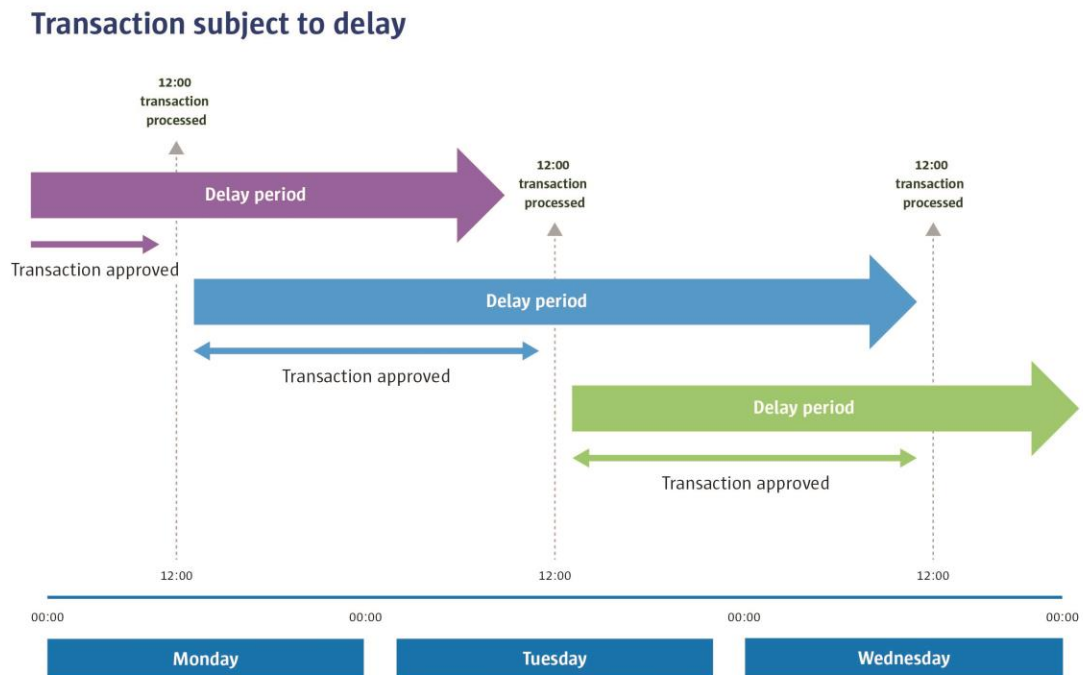 Transaction subject to delay
12:00
transaction
processed
Delay period
12:00
transaction
processed
12:00
transaction
processed
Transaction approved
Delay period
Transaction approved
Delay period
Transaction approved
12:00
12:00
12:00
00:00
00:00
00:00
00:00
Monday
Tuesday
Wednesday